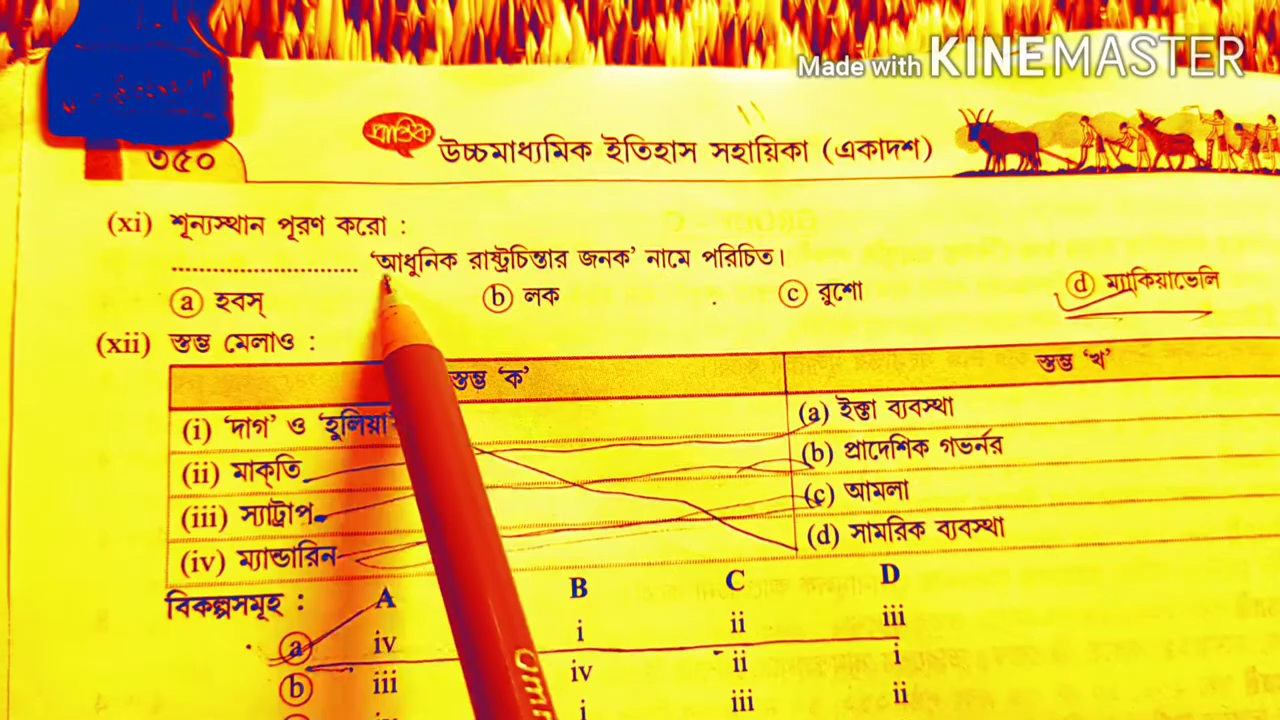 Made with KINEMASTER
প্রান্তিক উচ্চমাধ্যমিক ইতিহাস সহায়িকা (একাদশ)
৩৫০
(xi) শূন্যস্থান পূরণ করো :
............................ 'আধুনিক রাষ্ট্রচিন্তার জনক' নামে পরিচিত।
(a) হবস্ (b) লক (c) রুশো (d) ম্যাকিয়াভেলি
(xii) স্তম্ভ মেলাও :
স্তম্ভ 'ক' স্তম্ভ 'খ'
(i) 'দাগ' ও 'হুলিয়া' (a) ইক্তা ব্যবস্থা
(ii) মাক্‌তি (b) প্রাদেশিক গভর্নর
(iii) স্যাট্রাপ (c) আমলা
(iv) ম্যান্ডারিন (d) সামরিক ব্যবস্থা
বিকল্পসমূহ : A B C D
(a) iv i ii iii
(b) iii iv ii i
i iii ii